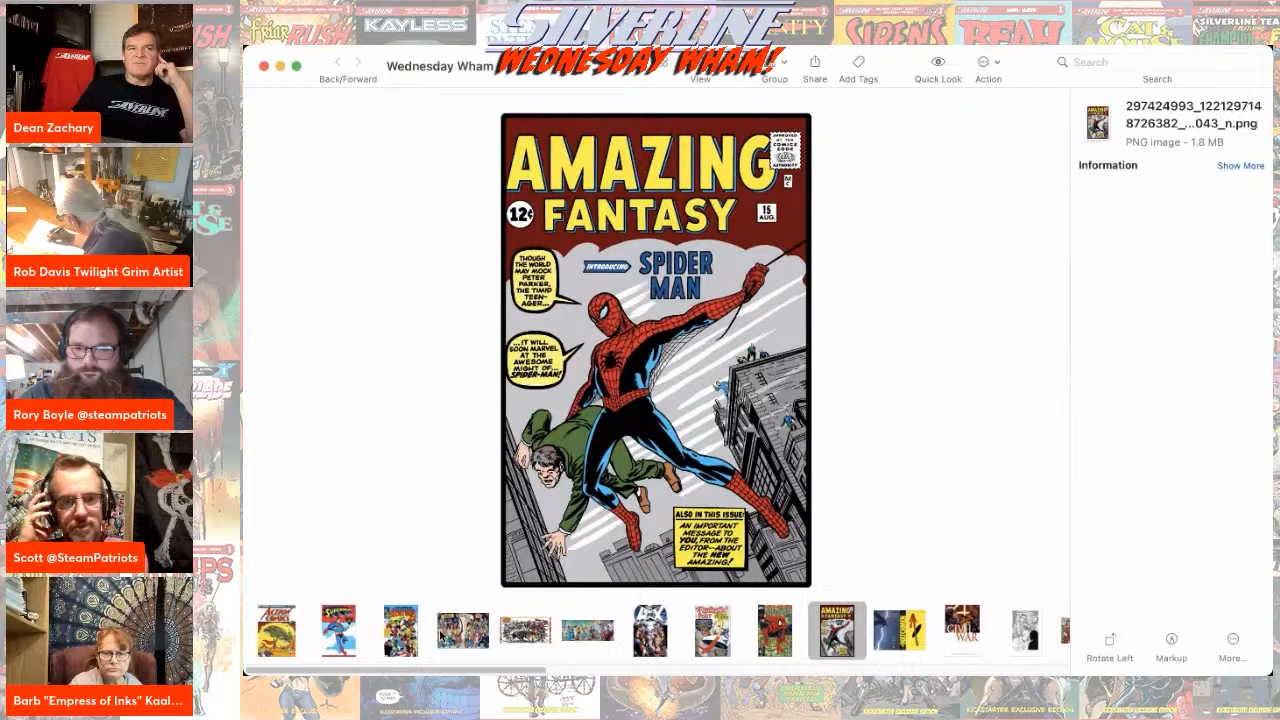 SILVERLINE
WEDNESDAY WHAM!
KAYLESS
Dean Zachary
Rob Davis Twilight Grim Artist
Rory Boyle @steampatriots
Scott @SteamPatriots
Barb "Empress of Inks" Kaal...
Back/Forward
Wednesday Wham
View
Group
Share
Add Tags
Quick Look
Action
Search
Search
297424993_122129714
8726382_...043_n.png
PNG image - 1.8 MB
Information
Show More
AMAZING
FANTASY
APPROVED
BY THE
COMICS
CODE
AUTHORITY
MC
12¢
15
AUG.
INTRODUCING
SPIDER
MAN
THOUGH
THE WORLD
MAY MOCK
PETER
PARKER,
THE TIMID
TEEN-
AGER...
...IT WILL
SOON MARVEL
AT THE
AWESOME
MIGHT OF...
SPIDER-MAN!
ALSO IN THIS ISSUE:
AN IMPORTANT
MESSAGE TO
YOU, FROM THE
EDITOR--ABOUT
THE NEW
AMAZING!
Rotate Left
Markup
More...